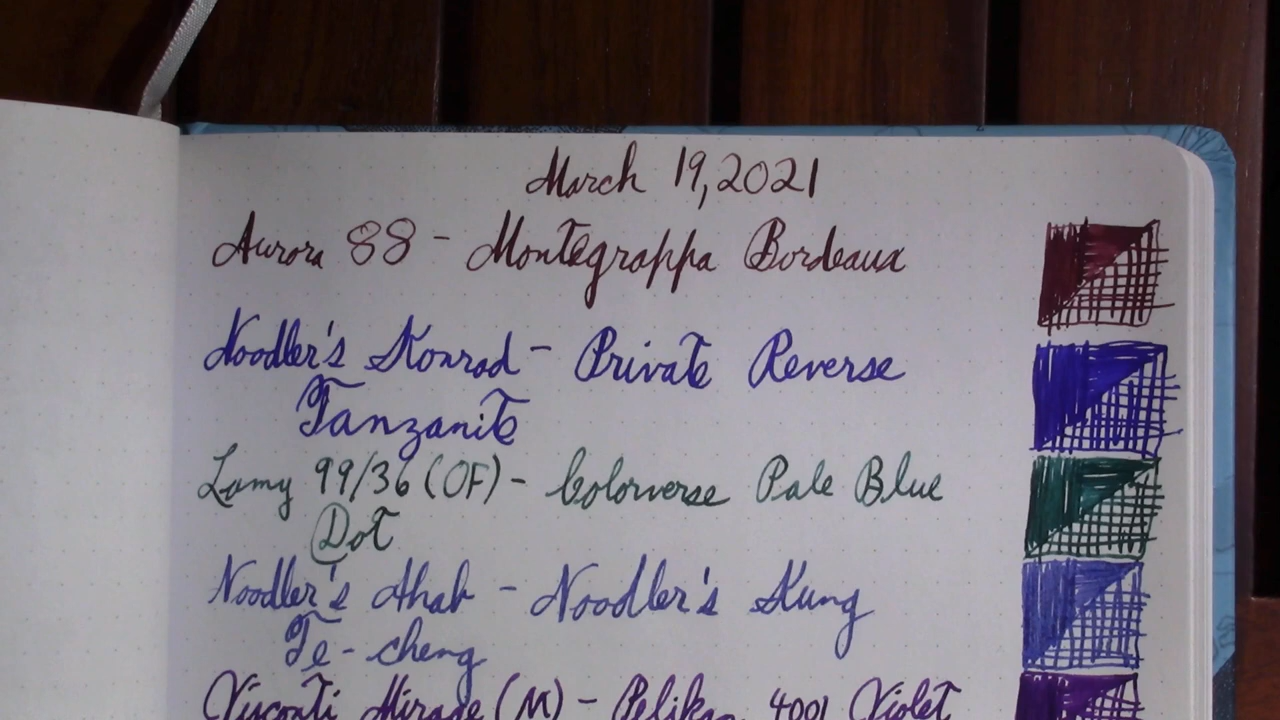 March 19, 2021
Aurora 88 - Montegrappa Bordeaux
Noodler's Konrad - Private Reverse
Tanzanite
Lamy 99/36 (OF) - Colorverse Pale Blue
Dot
Noodler's Ahab - Noodler's Kung
Te-cheng
Visconti Mirage (M) - Pelikan 4001 Violet